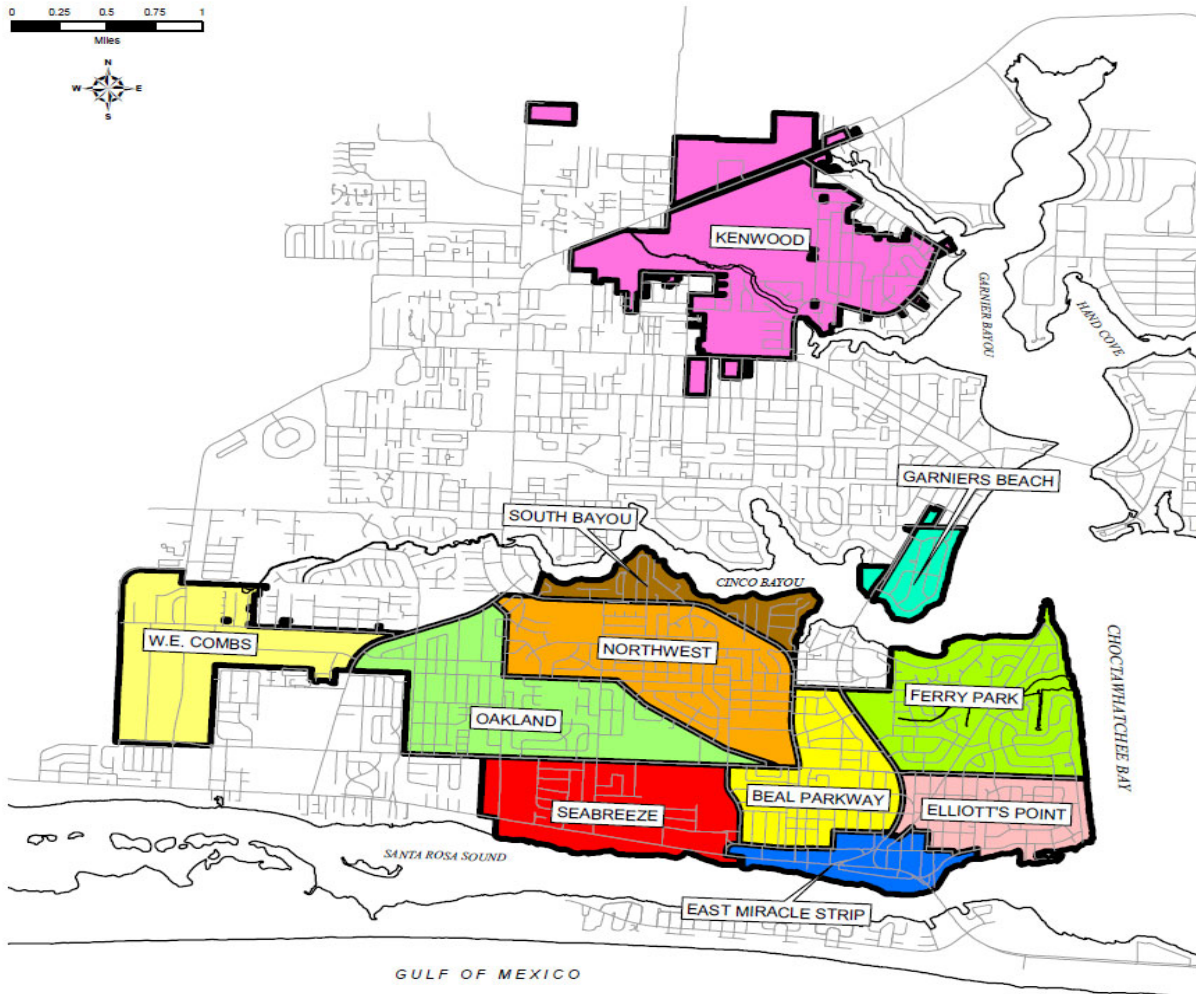 0 0.25 0.5 0.75 1
Miles
N
W E
S
KENWOOD
GARNIER BAYOU
HAND COVE
GARNIERS BEACH
SOUTH BAYOU
CINCO BAYOU
W.E. COMBS
NORTHWEST
CHOCTAWHATCHEE BAY
FERRY PARK
OAKLAND
BEAL PARKWAY
ELLIOTT'S POINT
SEABREEZE
SANTA ROSA SOUND
EAST MIRACLE STRIP
GULF OF MEXICO